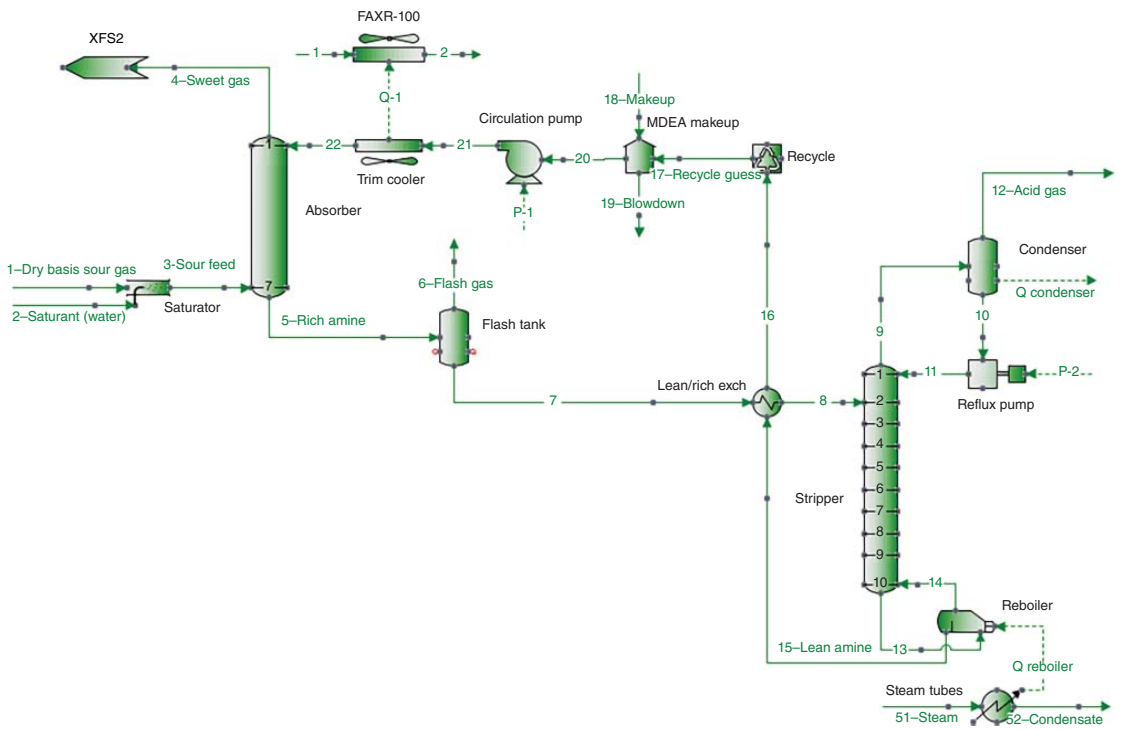 FAXR-100
XFS2
1
2
4–Sweet gas
Q-1
18–Makeup
Circulation pump
MDEA makeup
1
22
21
20
Recycle
17–Recycle guess
Trim cooler
12–Acid gas
19–Blowdown
P-1
Absorber
Condenser
1–Dry basis sour gas
3-Sour feed
7
6–Flash gas
Q condenser
2–Saturant (water)
Saturator
5–Rich amine
Flash tank
16
9
10
1
11
P-2
Lean/rich exch
7
8
2
Reflux pump
3
4
5
6
Stripper
7
8
9
10
14
Reboiler
15–Lean amine
13
Q reboiler
Steam tubes
51–Steam
52–Condensate